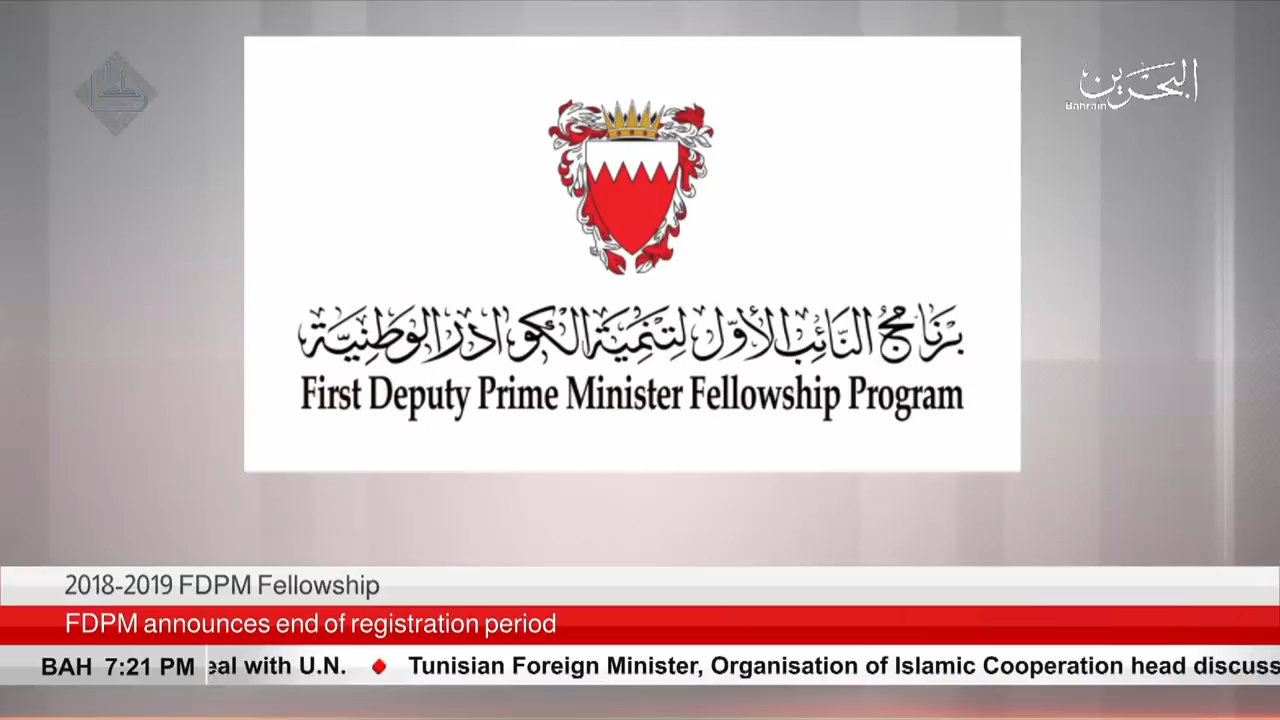 البحرين
Bahrain
برنامج النائب الأول لتنمية الكوادر الوطنية
First Deputy Prime Minister Fellowship Program
2018-2019 FDPM Fellowship
FDPM announces end of registration period
BAH 7:21 PM eal with U.N. Tunisian Foreign Minister, Organisation of Islamic Cooperation head discuss